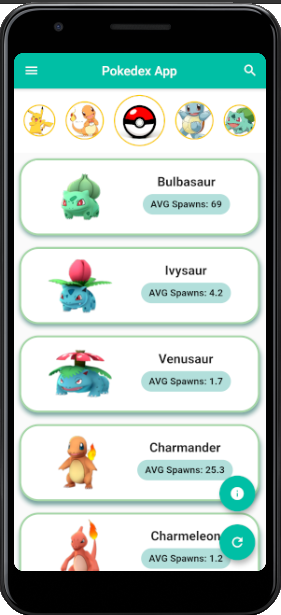 Pokedex App
Bulbasaur
AVG Spawns: 69
Ivysaur
AVG Spawns: 4.2
Venusaur
AVG Spawns: 1.7
Charmander
AVG Spawns: 25.3
Charmeleon
AVG Spawns: 1.2